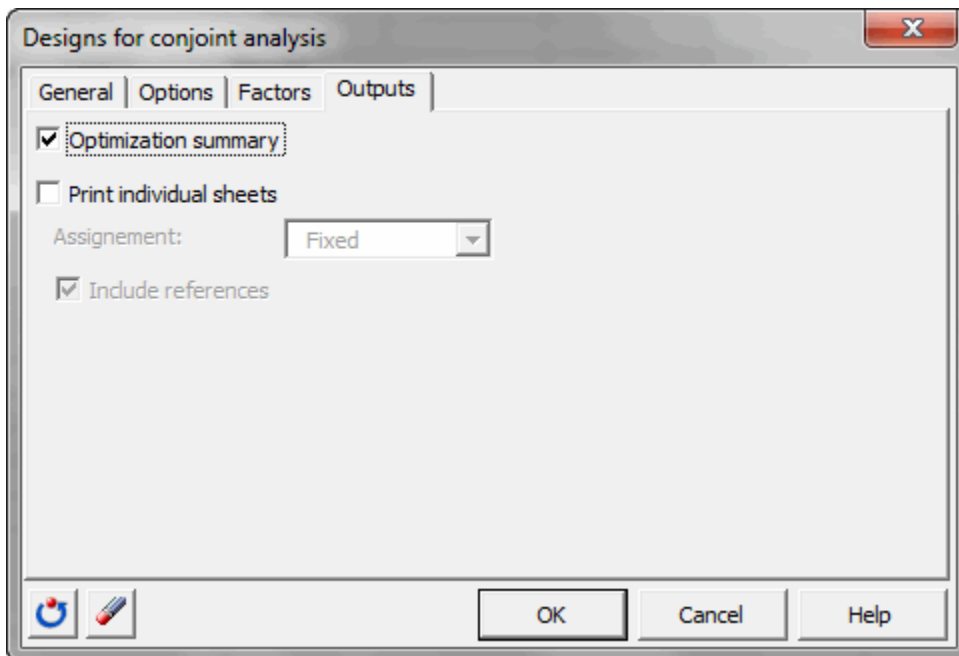 Designs for conjoint analysis
General Options Factors Outputs
Optimization summary
Print individual sheets
Assignement: Fixed
Include references
OK Cancel Help